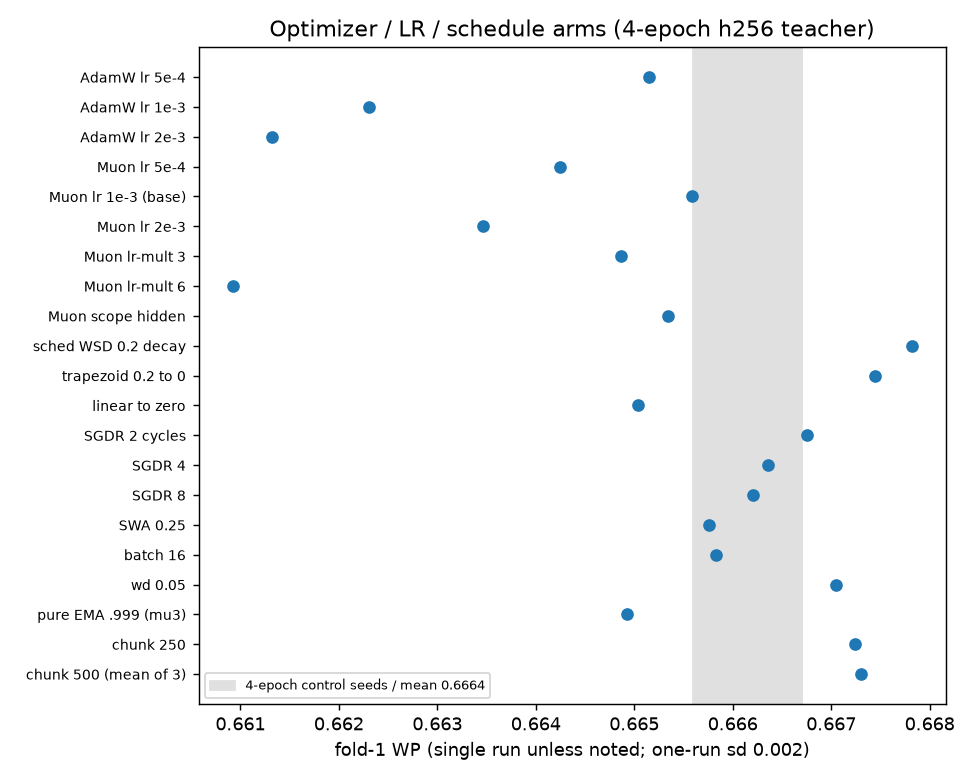 Optimizer / LR / schedule arms (4-epoch h256 teacher)
AdamW lr 5e-4
AdamW lr 1e-3
AdamW lr 2e-3
Muon lr 5e-4
Muon lr 1e-3 (base)
Muon lr 2e-3
Muon lr-mult 3
Muon lr-mult 6
Muon scope hidden
sched WSD 0.2 decay
trapezoid 0.2 to 0
linear to zero
SGDR 2 cycles
SGDR 4
SGDR 8
SWA 0.25
batch 16
wd 0.05
pure EMA .999 (mu3)
chunk 250
chunk 500 (mean of 3)
4-epoch control seeds / mean 0.6664
0.661 0.662 0.663 0.664 0.665 0.666 0.667 0.668
fold-1 WP (single run unless noted; one-run sd 0.002)